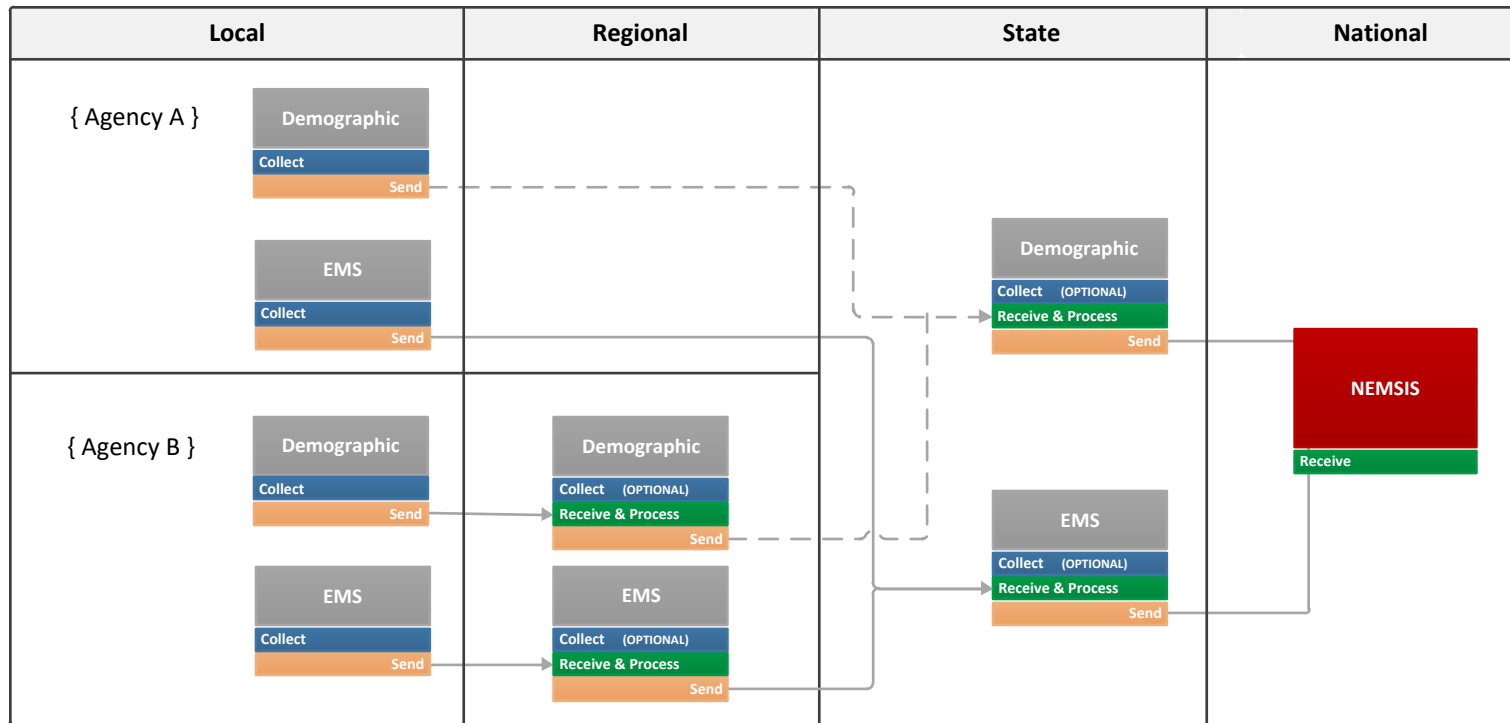 Local
Regional
State
National
{ Agency A }
Demographic
Collect
Send
EMS
Collect
Send
{ Agency B }
Demographic
Collect
Send
EMS
Collect
Send
Demographic
Collect (OPTIONAL)
Receive & Process
Send
EMS
Collect (OPTIONAL)
Receive & Process
Send
Demographic
Collect (OPTIONAL)
Receive & Process
Send
EMS
Collect (OPTIONAL)
Receive & Process
Send
NEMSIS
Receive